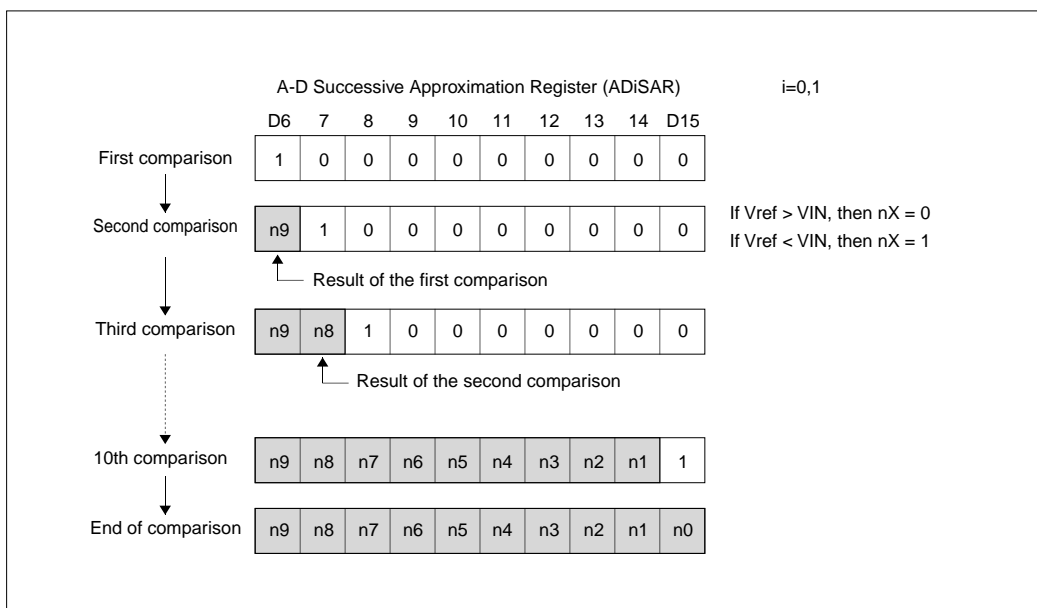 A-D Successive Approximation Register (ADiSAR) i=0,1
D6 7 8 9 10 11 12 13 14 D15
First comparison 1 0 0 0 0 0 0 0 0 0
Second comparison n9 1 0 0 0 0 0 0 0 0
If Vref > VIN, then nX = 0
If Vref < VIN, then nX = 1
Result of the first comparison
Third comparison n9 n8 1 0 0 0 0 0 0 0
Result of the second comparison
10th comparison n9 n8 n7 n6 n5 n4 n3 n2 n1 1
End of comparison n9 n8 n7 n6 n5 n4 n3 n2 n1 n0